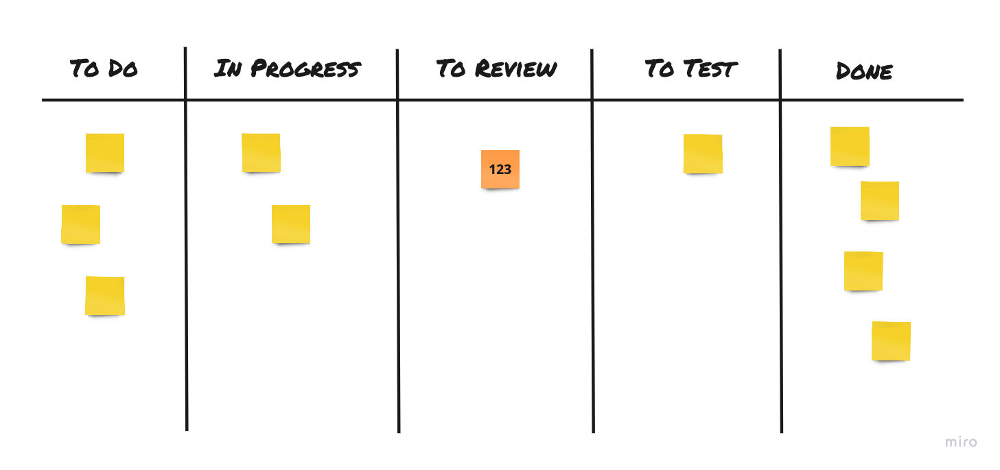 To Do
In Progress
To Review
To Test
Done
123
miro